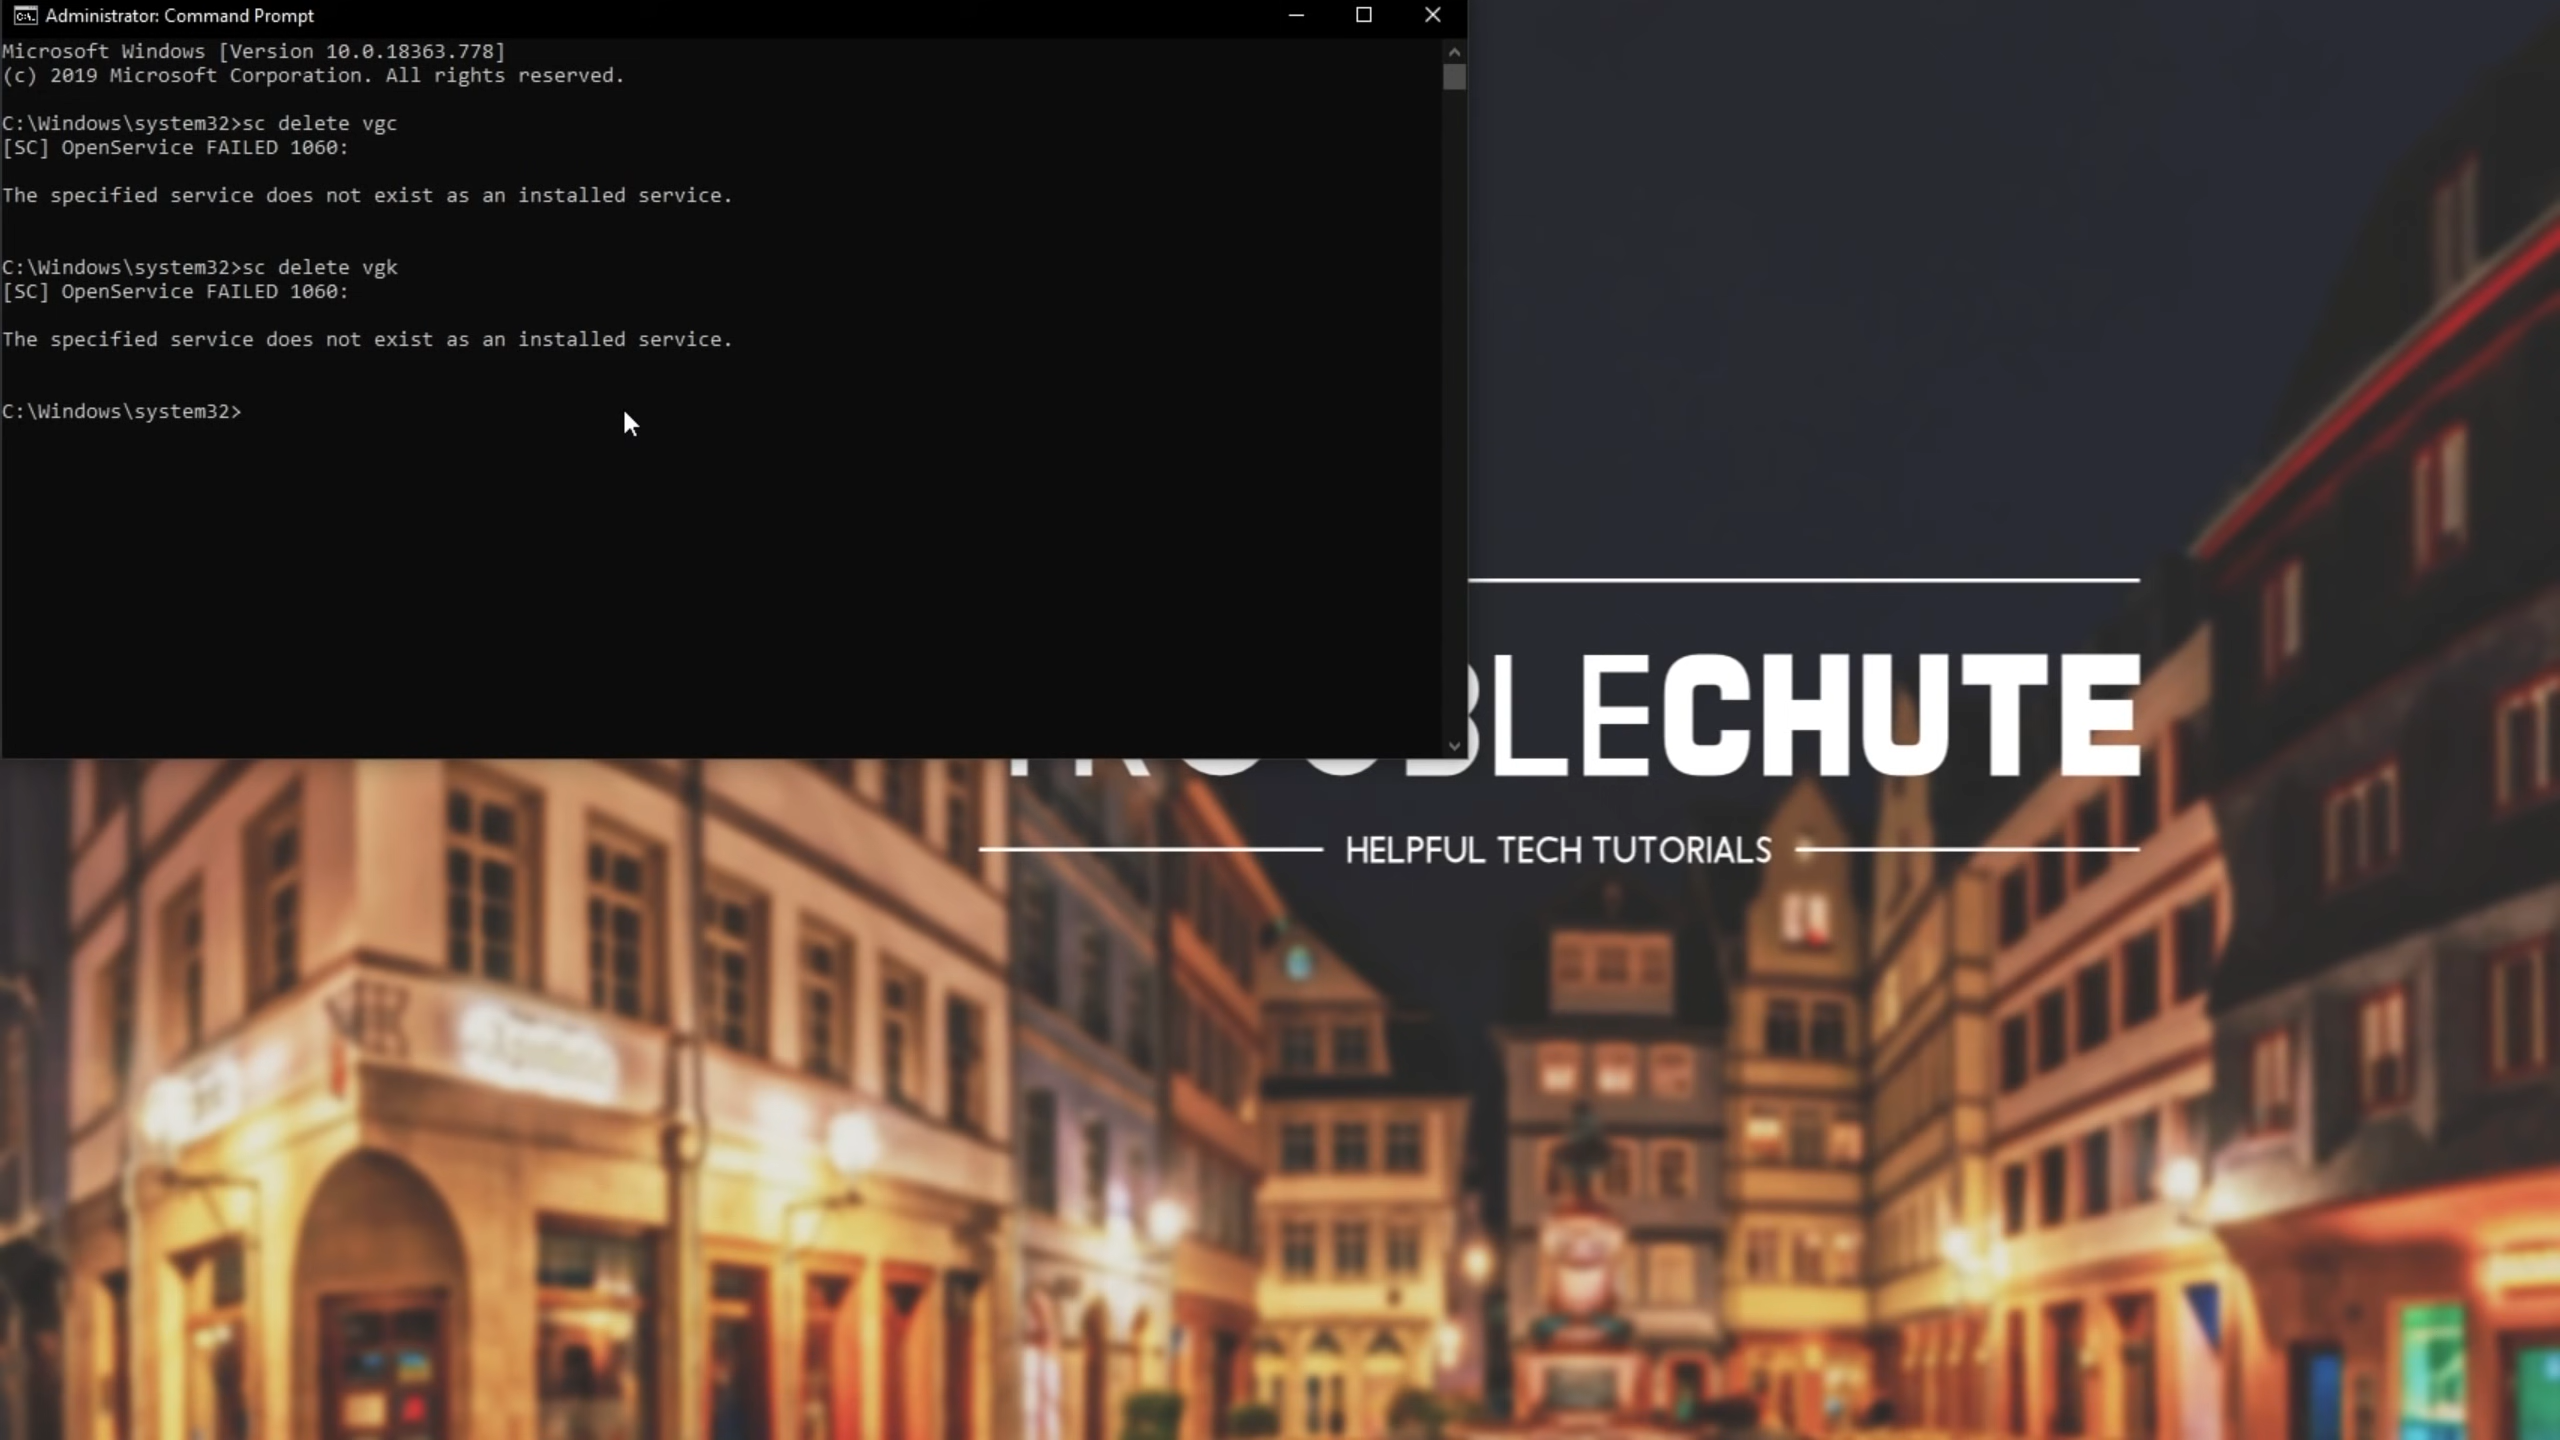 Administrator: Command Prompt
Microsoft Windows [Version 10.0.18363.778]
(c) 2019 Microsoft Corporation. All rights reserved.
C:\Windows\system32>sc delete vgc
[SC] OpenService FAILED 1060:
The specified service does not exist as an installed service.
C:\Windows\system32>sc delete vgk
[SC] OpenService FAILED 1060:
The specified service does not exist as an installed service.
C:\Windows\system32>
TROUBLECHUTE
HELPFUL TECH TUTORIALS